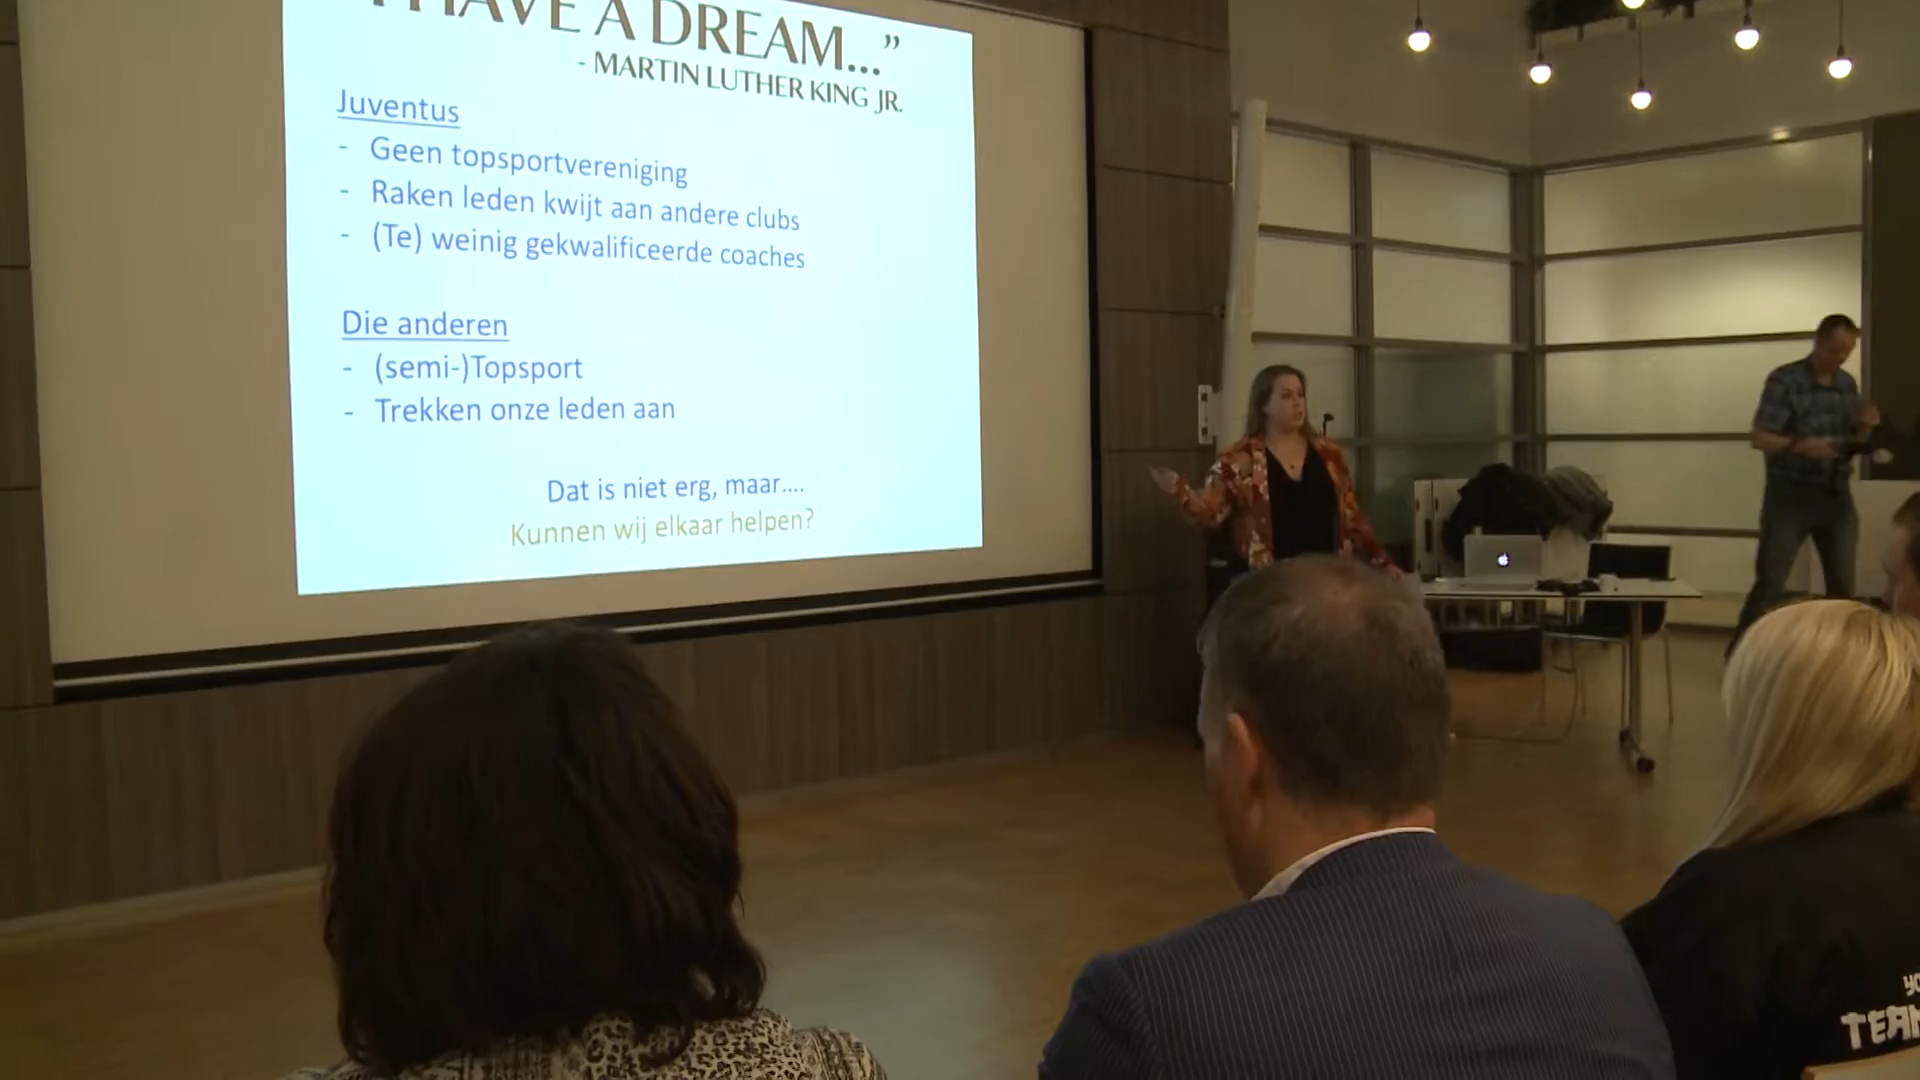 HAVE A DREAM..."
- MARTIN LUTHER KING JR.
Juventus
- Geen topsportvereniging
- Raken leden kwijt aan andere clubs
- (Te) weinig gekwalificeerde coaches
Die anderen
- (semi-)Topsport
- Trekken onze leden aan
Dat is niet erg, maar....
Kunnen wij elkaar helpen?